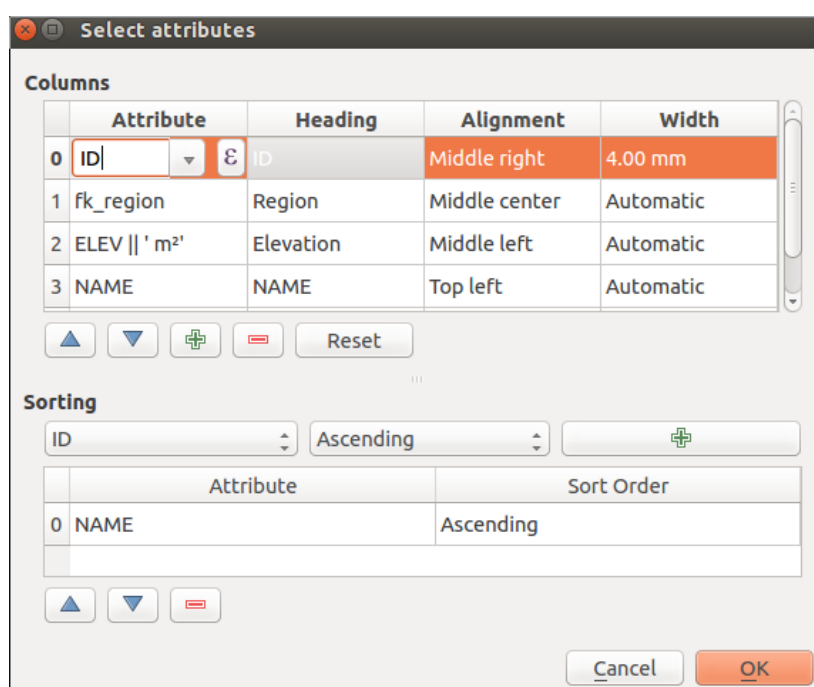 Select attributes
Columns
Attribute Heading Alignment Width
0 ID ε ID Middle right 4.00 mm
1 fk_region Region Middle center Automatic
2 ELEV || ' m²' Elevation Middle left Automatic
3 NAME NAME Top left Automatic
Reset
Sorting
ID Ascending
Attribute Sort Order
0 NAME Ascending
Cancel OK